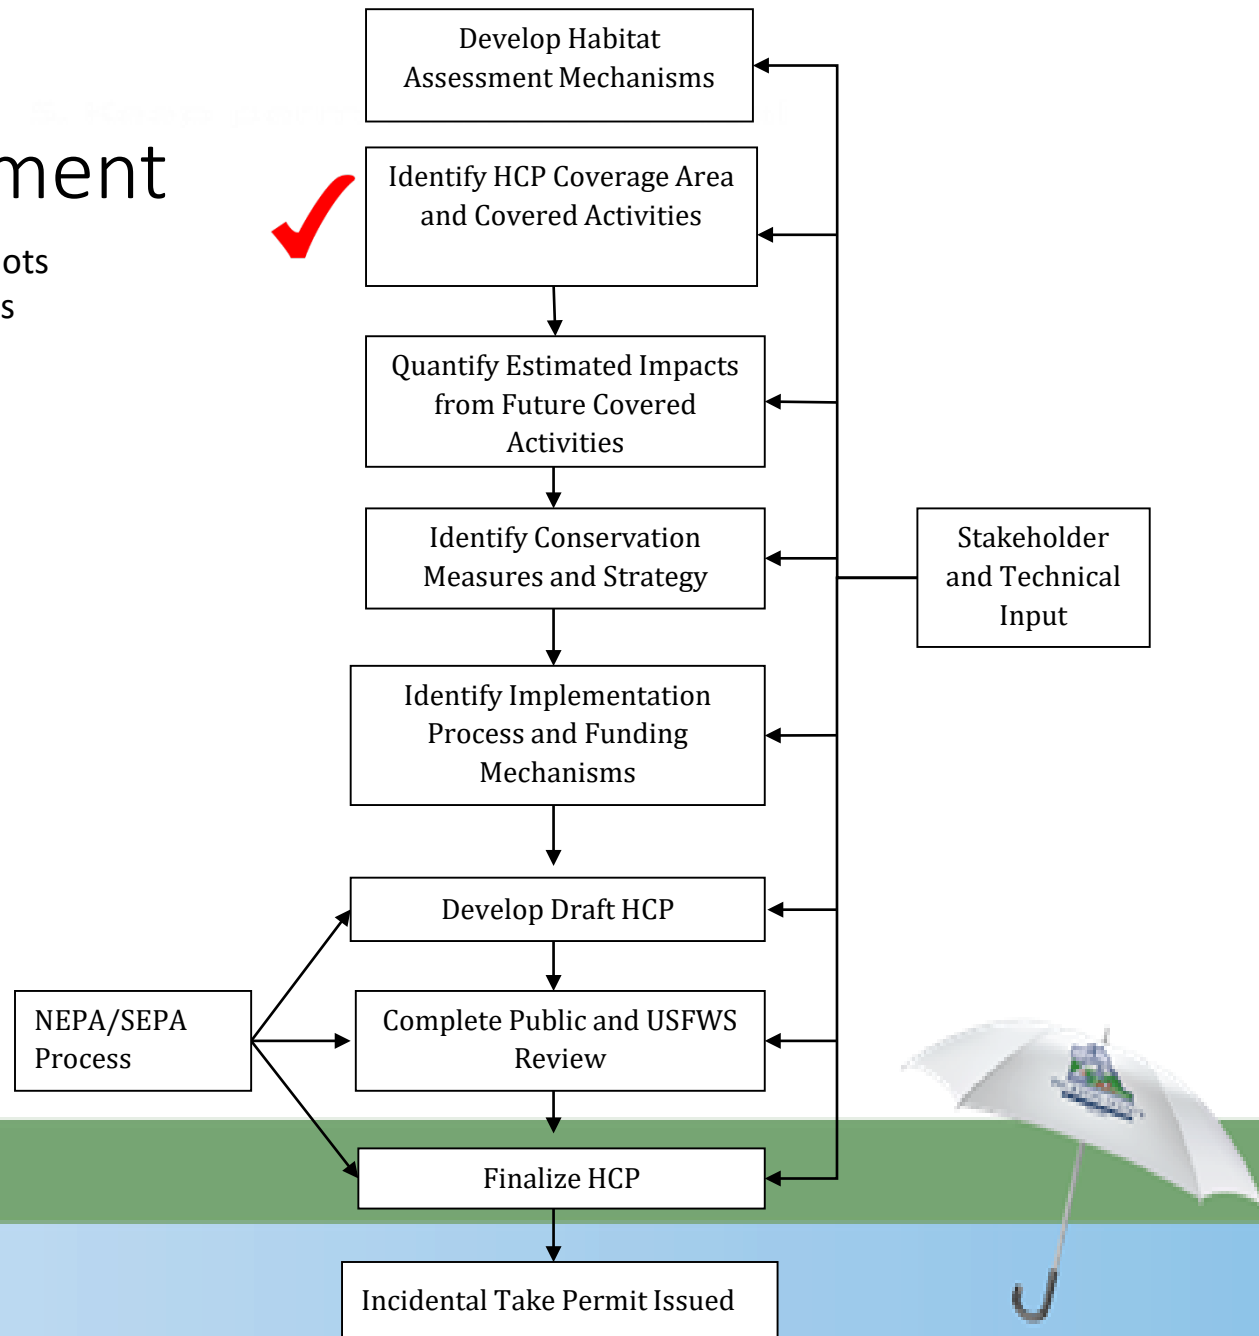 Develop Habitat
Assessment Mechanisms
ment
ots
s
Identify HCP Coverage Area
and Covered Activities
Quantify Estimated Impacts
from Future Covered
Activities
Identify Conservation
Measures and Strategy
Stakeholder
and Technical
Input
Identify Implementation
Process and Funding
Mechanisms
Develop Draft HCP
NEPA/SEPA
Process
Complete Public and USFWS
Review
Finalize HCP
Incidental Take Permit Issued